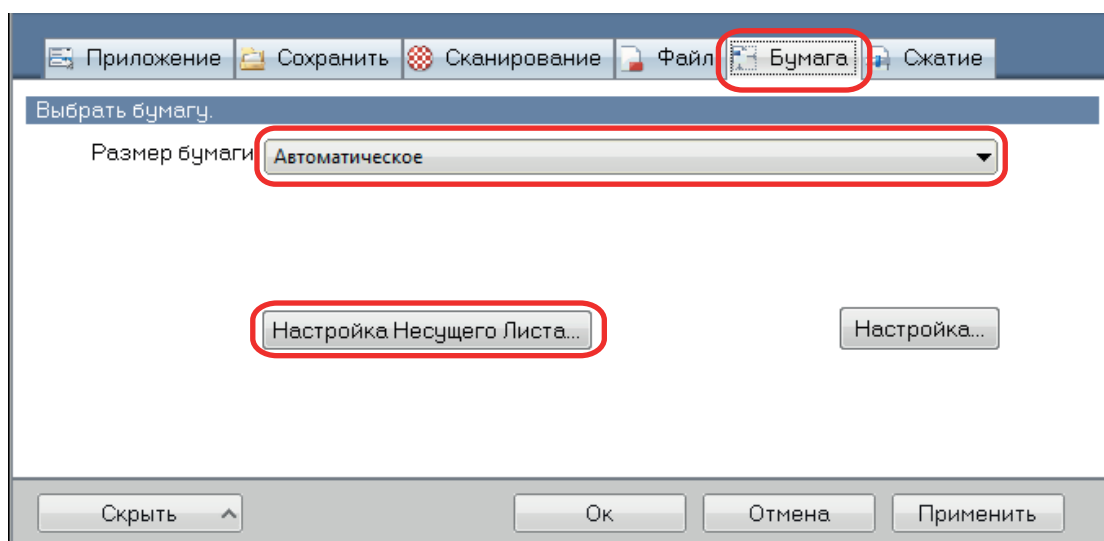 Приложение Сохранить Сканирование Файл Бумага Сжатие
Выбрать бумагу.
Размер бумаги Автоматическое
Настройка Несущего Листа... Настройка...
Скрыть Ок Отмена Применить